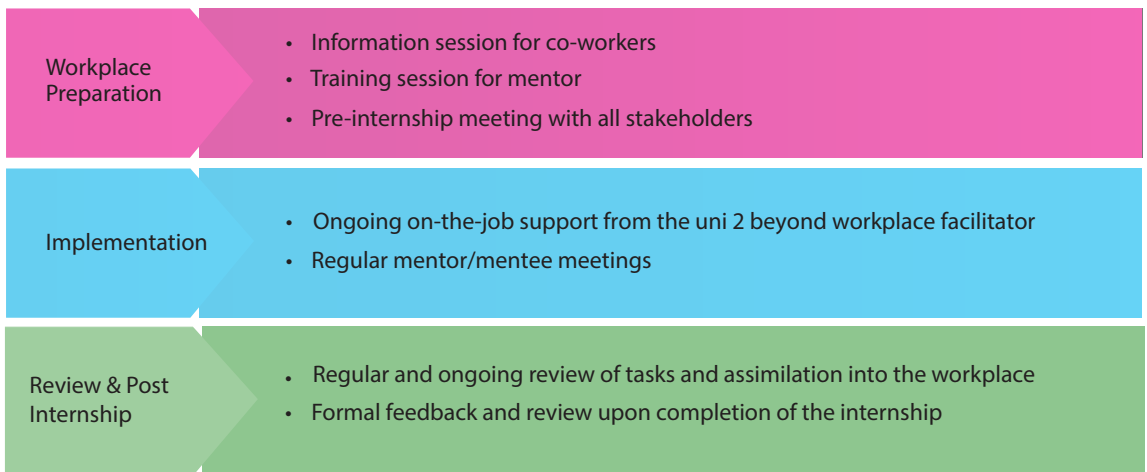 Workplace
Preparation
• Information session for co-workers
• Training session for mentor
• Pre-internship meeting with all stakeholders
Implementation
• Ongoing on-the-job support from the uni 2 beyond workplace facilitator
• Regular mentor/mentee meetings
Review & Post
Internship
• Regular and ongoing review of tasks and assimilation into the workplace
• Formal feedback and review upon completion of the internship